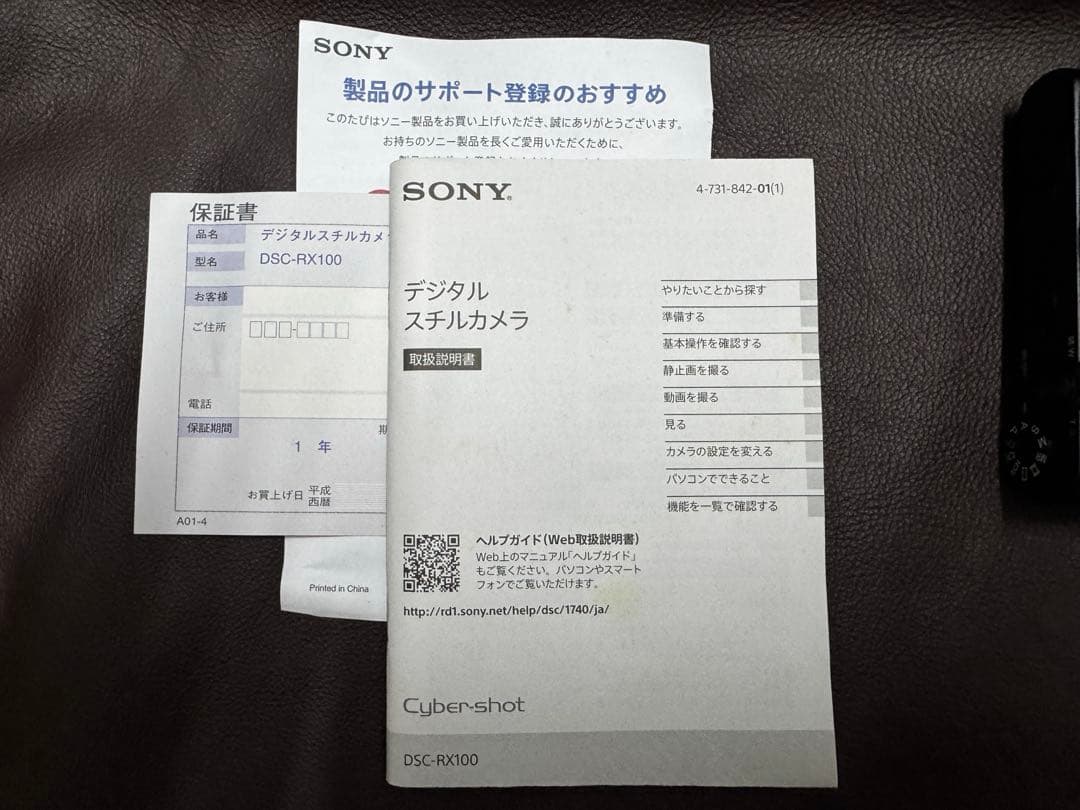 SONY
製品のサポート登録のおすすめ
このたびはソニー製品をお買い上げいただき、誠にありがとうございます。
お持ちのソニー製品を長くご愛用いただくために、
保証書
品名 デジタルスチルカメ
型名 DSC-RX100
お客様
ご住所
電話
保証期間
1 年
期
お買上げ日 平成
西暦
A01-4
Printed in China
SONY®
4-731-842-01(1)
デジタル
スチルカメラ
取扱説明書
やりたいことから探す
準備する
基本操作を確認する
静止画を撮る
動画を撮る
見る
カメラの設定を変える
パソコンでできること
機能を一覧で確認する
ヘルプガイド（Web取扱説明書）
Web上のマニュアル「ヘルプガイド」
もご覧ください。パソコンやスマート
フォンでご覧いただけます。
http://rd1.sony.net/help/dsc/1740/ja/
Cyber-shot
DSC-RX100